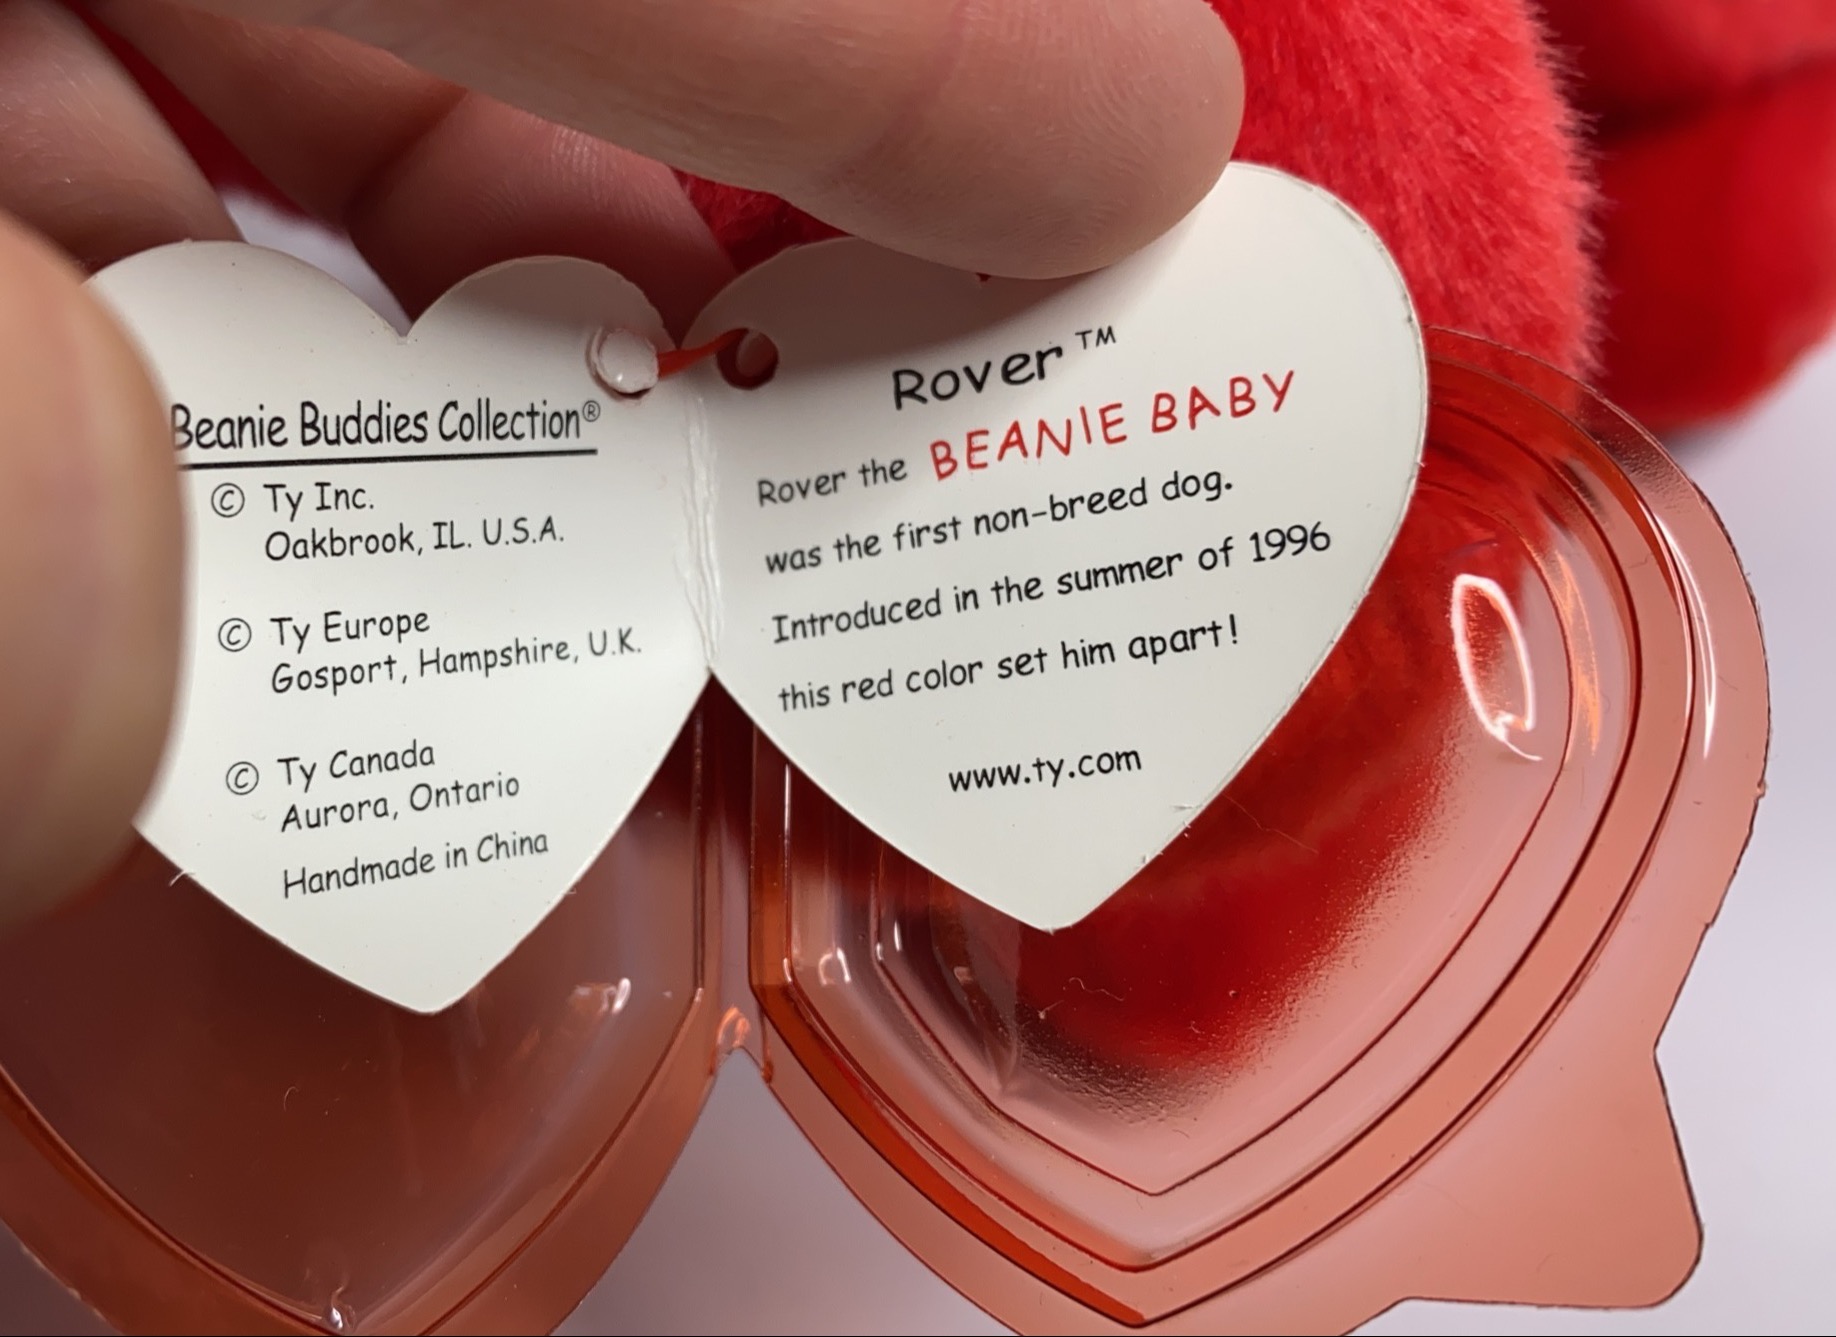 Beanie Buddies Collection®
© Ty Inc.
Oakbrook, IL. U.S.A.
© Ty Europe
Gosport, Hampshire, U.K.
© Ty Canada
Aurora, Ontario
Handmade in China
Rover™
Rover the BEANIE BABY
was the first non-breed dog.
Introduced in the summer of 1996
this red color set him apart!
www.ty.com